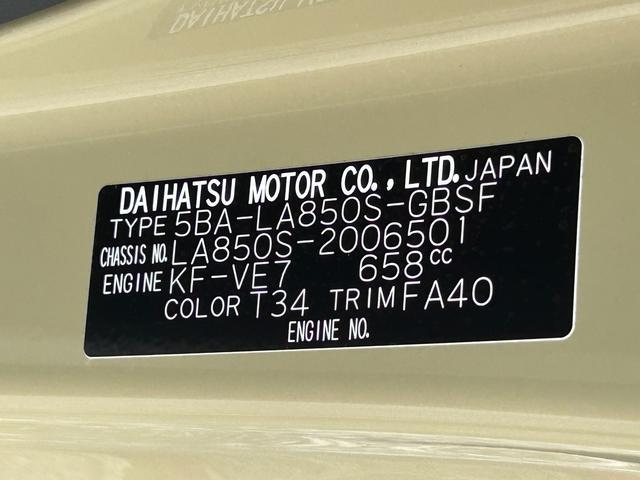 DAIHATSU MOTOR CO., LTD. JAPAN
TYPE 5BA-LA850S-GBSF
CHASSIS NO. LA850S-2006501
ENGINE KF-VE7 658cc
COLOR T34 TRIM FA40
ENGINE NO.